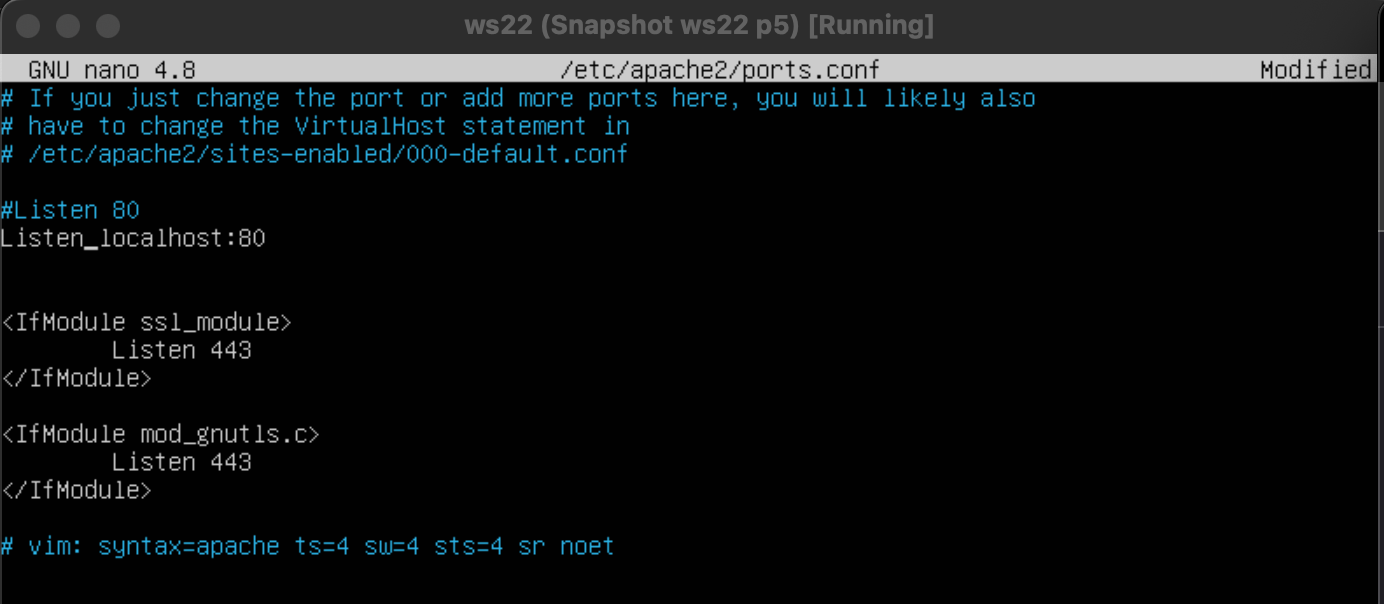 ws22 (Snapshot ws22 p5) [Running]
GNU nano 4.8 /etc/apache2/ports.conf Modified
# If you just change the port or add more ports here, you will likely also
# have to change the VirtualHost statement in
# /etc/apache2/sites-enabled/000-default.conf
#Listen 80
Listen localhost:80
<IfModule ssl_module>
Listen 443
</IfModule>
<IfModule mod_gnutls.c>
Listen 443
</IfModule>
# vim: syntax=apache ts=4 sw=4 sts=4 sr noet